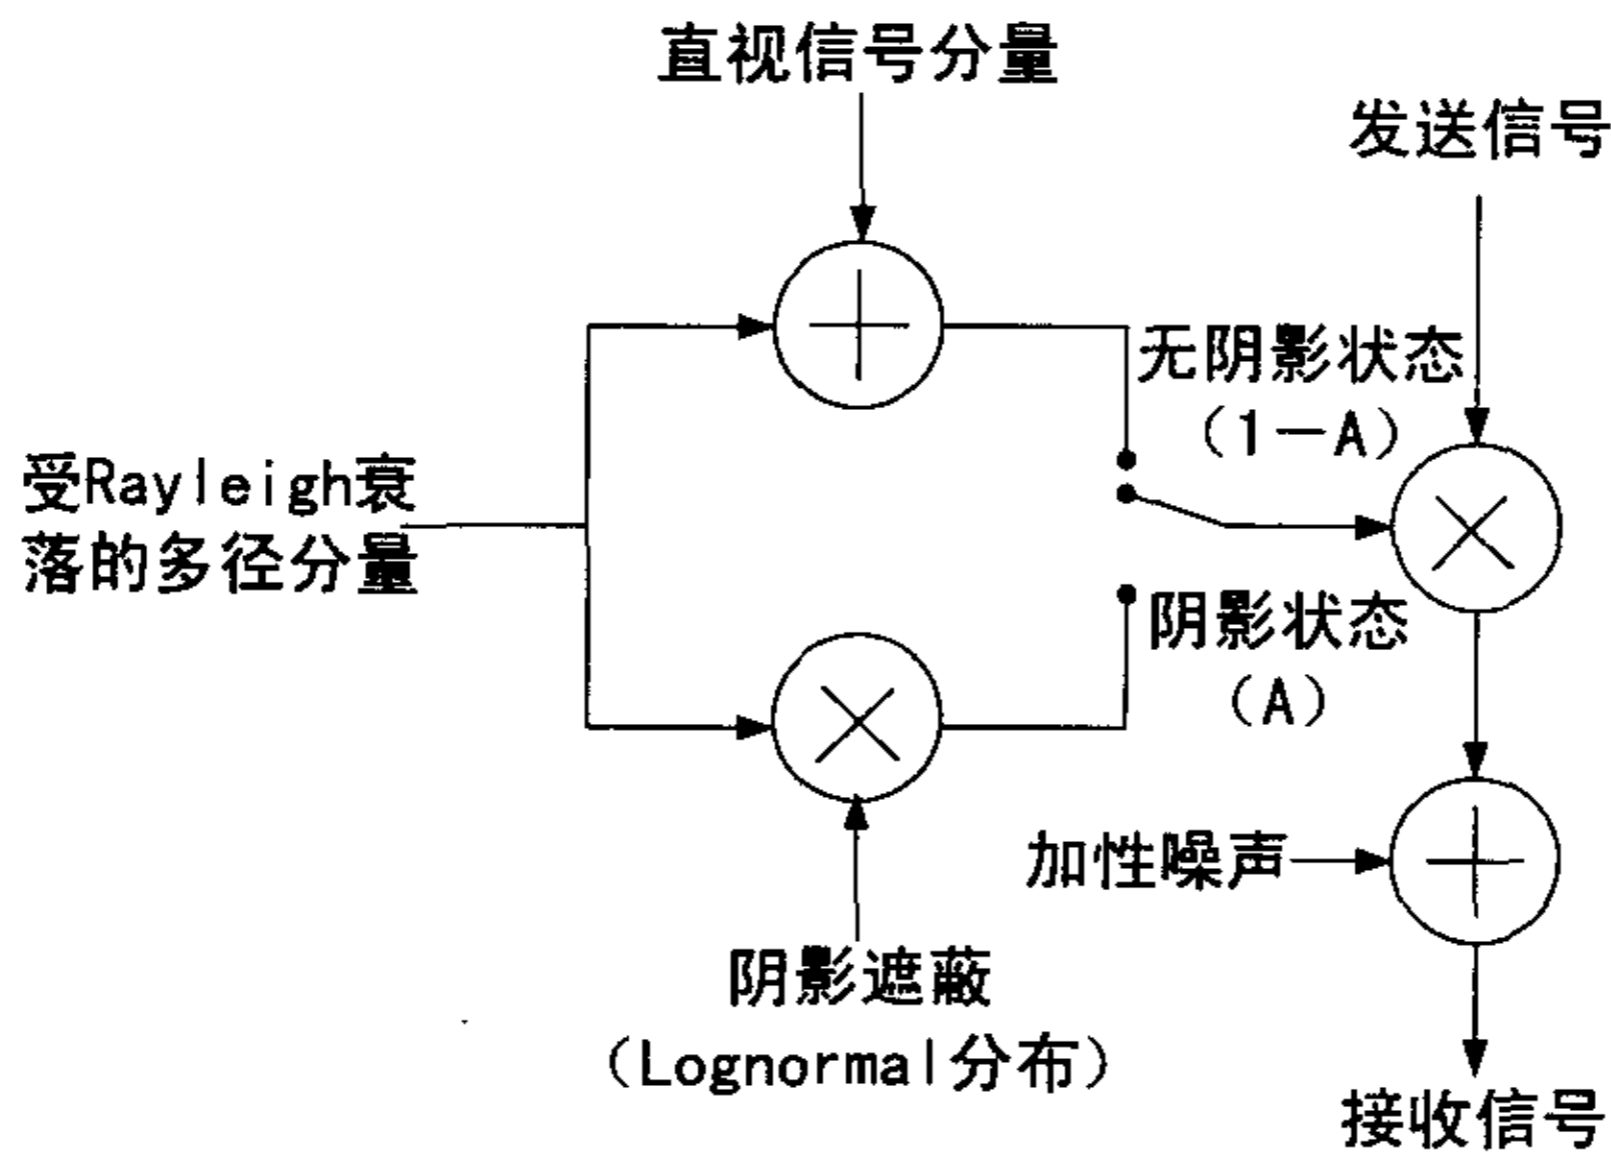 直视信号分量
发送信号
无阴影状态
（1－A）
受Rayleigh衰
落的多径分量
阴影状态
（A）
加性噪声
阴影遮蔽
（Lognormal分布）
接收信号